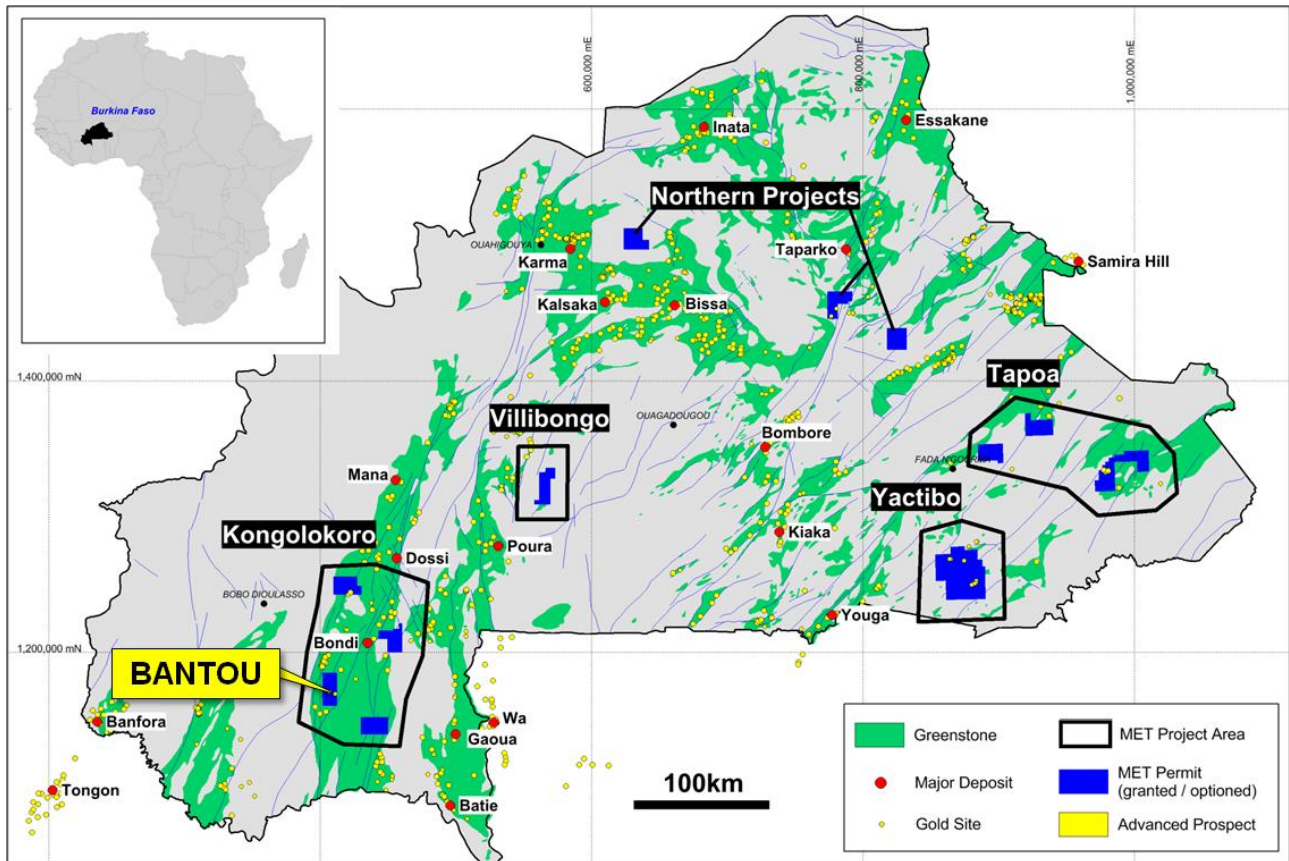 Burkina Faso
600,000 mE
800,000 mE
1,000,000 mE
Inata
Essakane
Northern Projects
OUAHIGOUYA
Karma
Taparko
Samira Hill
Kalsaka
Bissa
1,400,000 mN
Tapoa
Villibongo
OUAGADOUGOU
Bombore
FADA N'GOURMA
Mana
Yactibo
Kongolokoro
Poura
Kiaka
Dossi
BOBO DIOULASSO
Youga
Bondi
1,200,000 mN
BANTOU
Banfora
Wa
Gaoua
Tongon
Batie
100km
Greenstone
MET Project Area
Major Deposit
MET Permit
(granted / optioned)
Gold Site
Advanced Prospect